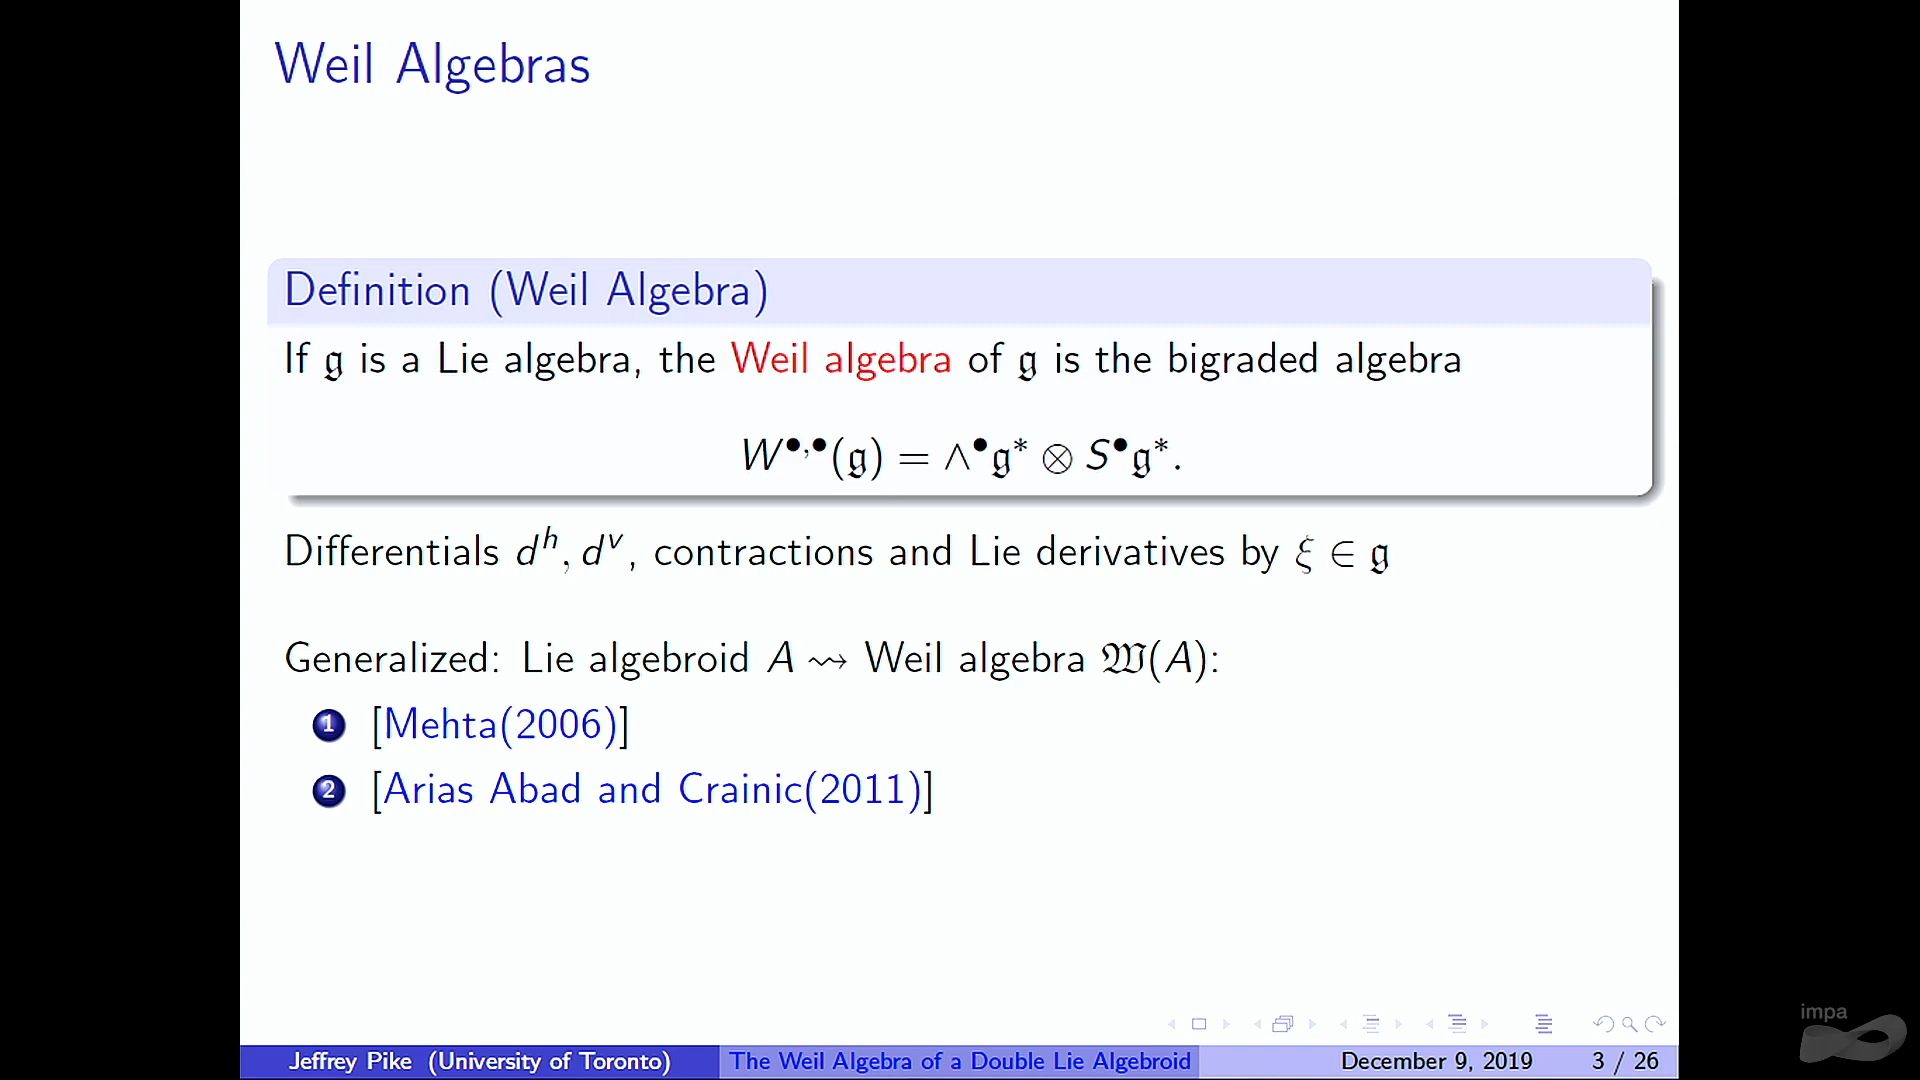 Weil Algebras
Definition (Weil Algebra)
If 𝔤 is a Lie algebra, the Weil algebra of 𝔤 is the bigraded algebra
W^{•,•}(𝔤) = ∧^•𝔤* ⊗ S^•𝔤*.
Differentials d^h, d^v, contractions and Lie derivatives by ξ ∈ 𝔤
Generalized: Lie algebroid A ⇝ Weil algebra 𝔚(A):
1 [Mehta(2006)]
2 [Arias Abad and Crainic(2011)]
impa
Jeffrey Pike (University of Toronto) The Weil Algebra of a Double Lie Algebroid December 9, 2019 3 / 26